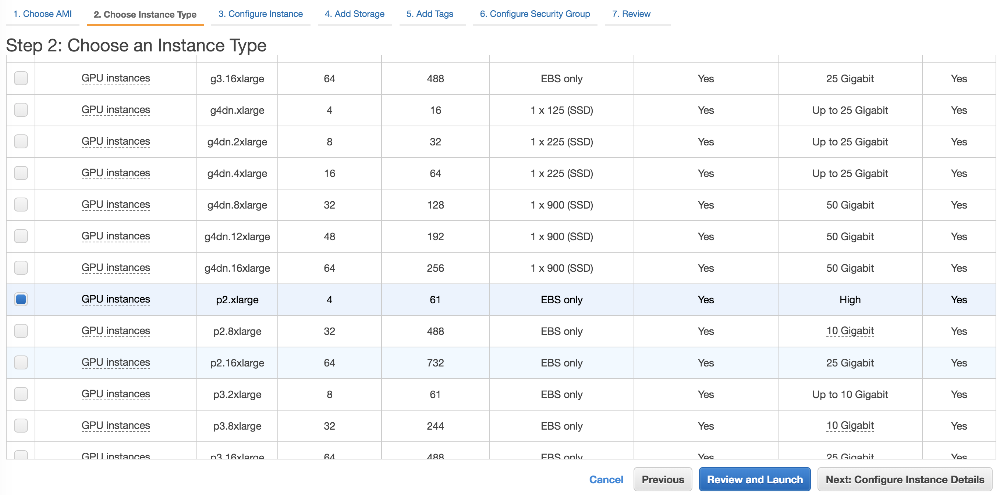 1. Choose AMI 2. Choose Instance Type 3. Configure Instance 4. Add Storage 5. Add Tags 6. Configure Security Group 7. Review
Step 2: Choose an Instance Type
GPU instances g3.16xlarge 64 488 EBS only Yes 25 Gigabit Yes
GPU instances g4dn.xlarge 4 16 1 x 125 (SSD) Yes Up to 25 Gigabit Yes
GPU instances g4dn.2xlarge 8 32 1 x 225 (SSD) Yes Up to 25 Gigabit Yes
GPU instances g4dn.4xlarge 16 64 1 x 225 (SSD) Yes Up to 25 Gigabit Yes
GPU instances g4dn.8xlarge 32 128 1 x 900 (SSD) Yes 50 Gigabit Yes
GPU instances g4dn.12xlarge 48 192 1 x 900 (SSD) Yes 50 Gigabit Yes
GPU instances g4dn.16xlarge 64 256 1 x 900 (SSD) Yes 50 Gigabit Yes
GPU instances p2.xlarge 4 61 EBS only Yes High Yes
GPU instances p2.8xlarge 32 488 EBS only Yes 10 Gigabit Yes
GPU instances p2.16xlarge 64 732 EBS only Yes 25 Gigabit Yes
GPU instances p3.2xlarge 8 61 EBS only Yes Up to 10 Gigabit Yes
GPU instances p3.8xlarge 32 244 EBS only Yes 10 Gigabit Yes
GPU instances p3.16xlarge 64 488 EBS only Yes 25 Gigabit Yes
Cancel Previous Review and Launch Next: Configure Instance Details